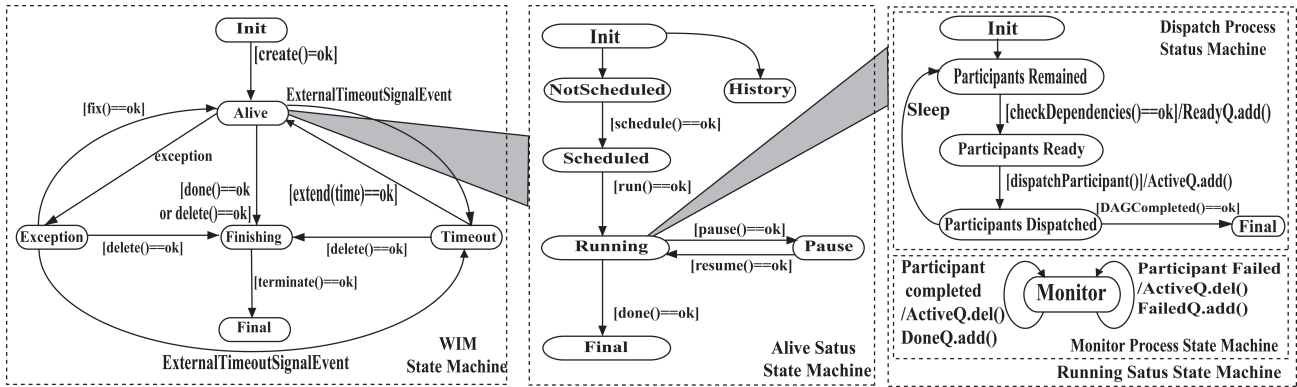 Init
[create()=ok]
ExternalTimeoutSignalEvent
[fix()==ok]
Alive
exception
[done()==ok
or delete()==ok]
[extend(time)==ok]
Exception
[delete()==ok]
Finishing
[delete()==ok]
Timeout
[terminate()==ok]
Final
ExternalTimeoutSignalEvent
WIM
State Machine
Init
NotScheduled
History
[schedule()==ok]
Scheduled
[run()==ok]
Running
[pause()==ok]
Pause
[resume()==ok]
[done()==ok]
Final
Alive Satus
State Machine
Init
Dispatch Process
Status Machine
Participants Remained
Sleep
[checkDependencies()==ok]/ReadyQ.add()
Participants Ready
[dispatchParticipant()]/ActiveQ.add()
[DAGCompleted()==ok]
Participants Dispatched
Final
Participant
completed
/ActiveQ.del()
DoneQ.add()
Monitor
Participant Failed
/ActiveQ.del()
FailedQ.add()
Monitor Process State Machine
Running Satus State Machine